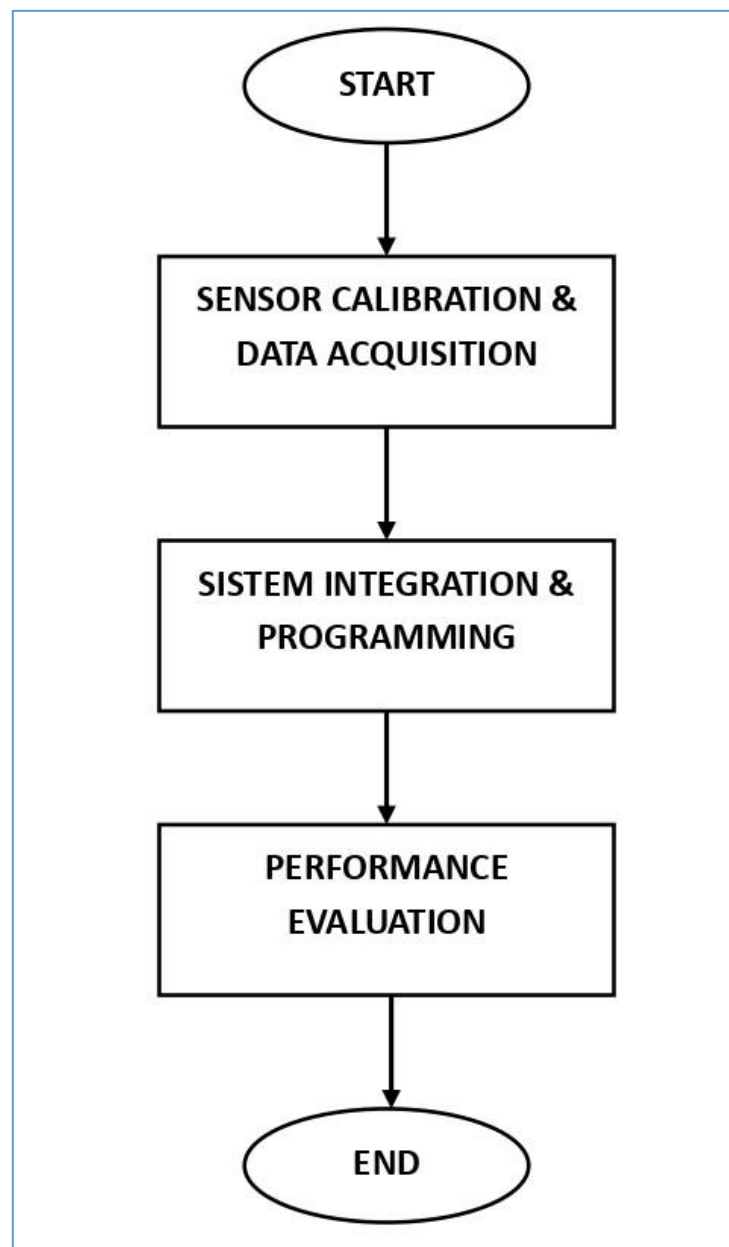 START
SENSOR CALIBRATION &
DATA ACQUISITION
SISTEM INTEGRATION &
PROGRAMMING
PERFORMANCE
EVALUATION
END